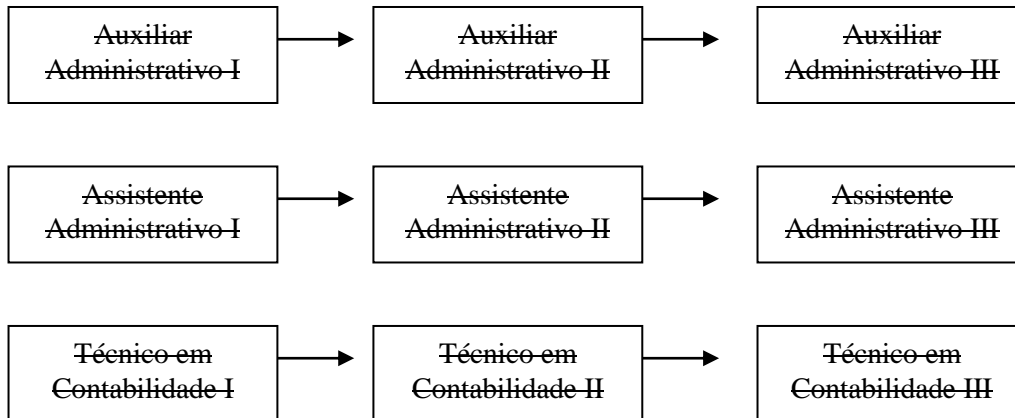 Auxiliar
Administrativo I
Auxiliar
Administrativo II
Auxiliar
Administrativo III
Assistente
Administrativo I
Assistente
Administrativo II
Assistente
Administrativo III
Técnico em
Contabilidade I
Técnico em
Contabilidade II
Técnico em
Contabilidade III